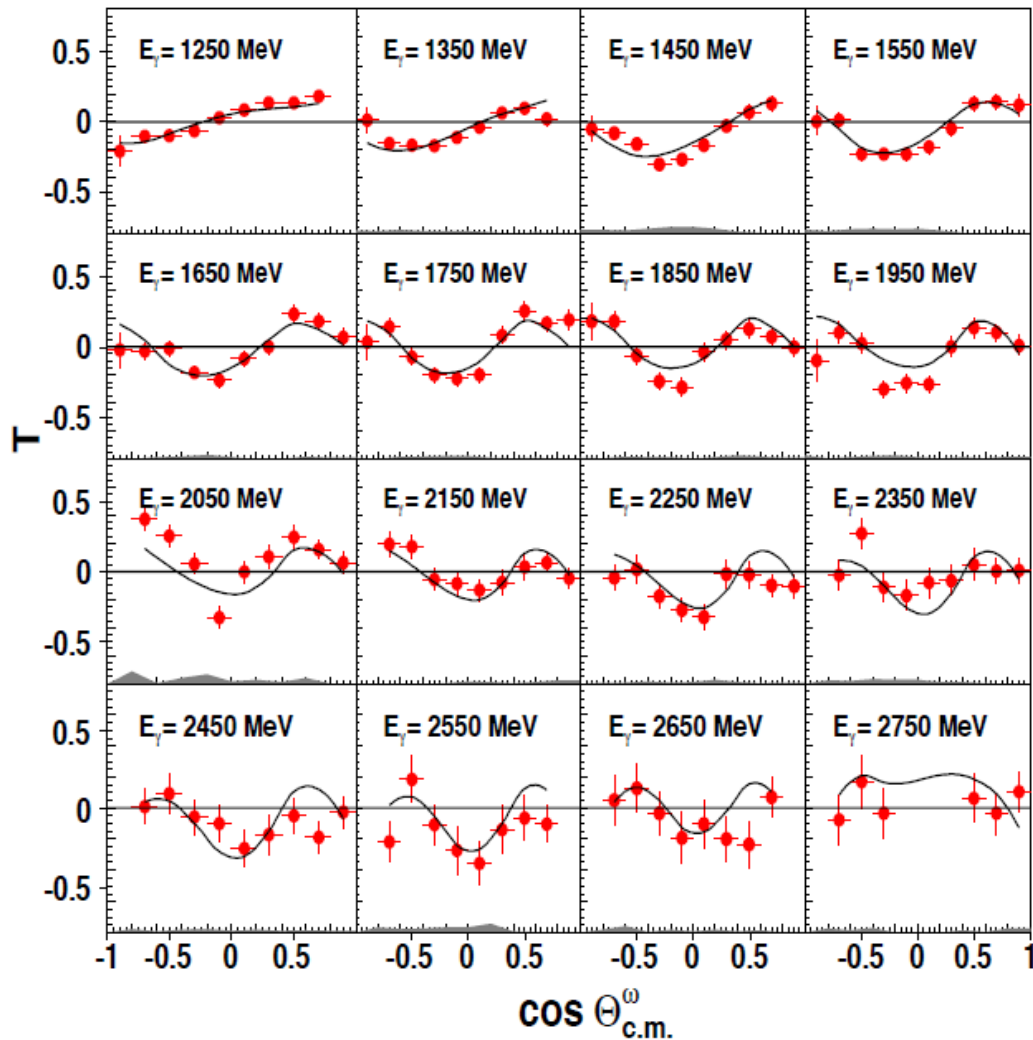 0.5 E_γ = 1250 MeV E_γ = 1350 MeV E_γ = 1450 MeV E_γ = 1550 MeV
0
-0.5
0.5 E_γ = 1650 MeV E_γ = 1750 MeV E_γ = 1850 MeV E_γ = 1950 MeV
0
-0.5
T
0.5 E_γ = 2050 MeV E_γ = 2150 MeV E_γ = 2250 MeV E_γ = 2350 MeV
0
-0.5
0.5 E_γ = 2450 MeV E_γ = 2550 MeV E_γ = 2650 MeV E_γ = 2750 MeV
0
-0.5
-1 -0.5 0 0.5 -0.5 0 0.5 -0.5 0 0.5 -0.5 0 0.5 1
COS Θ^ω_c.m.